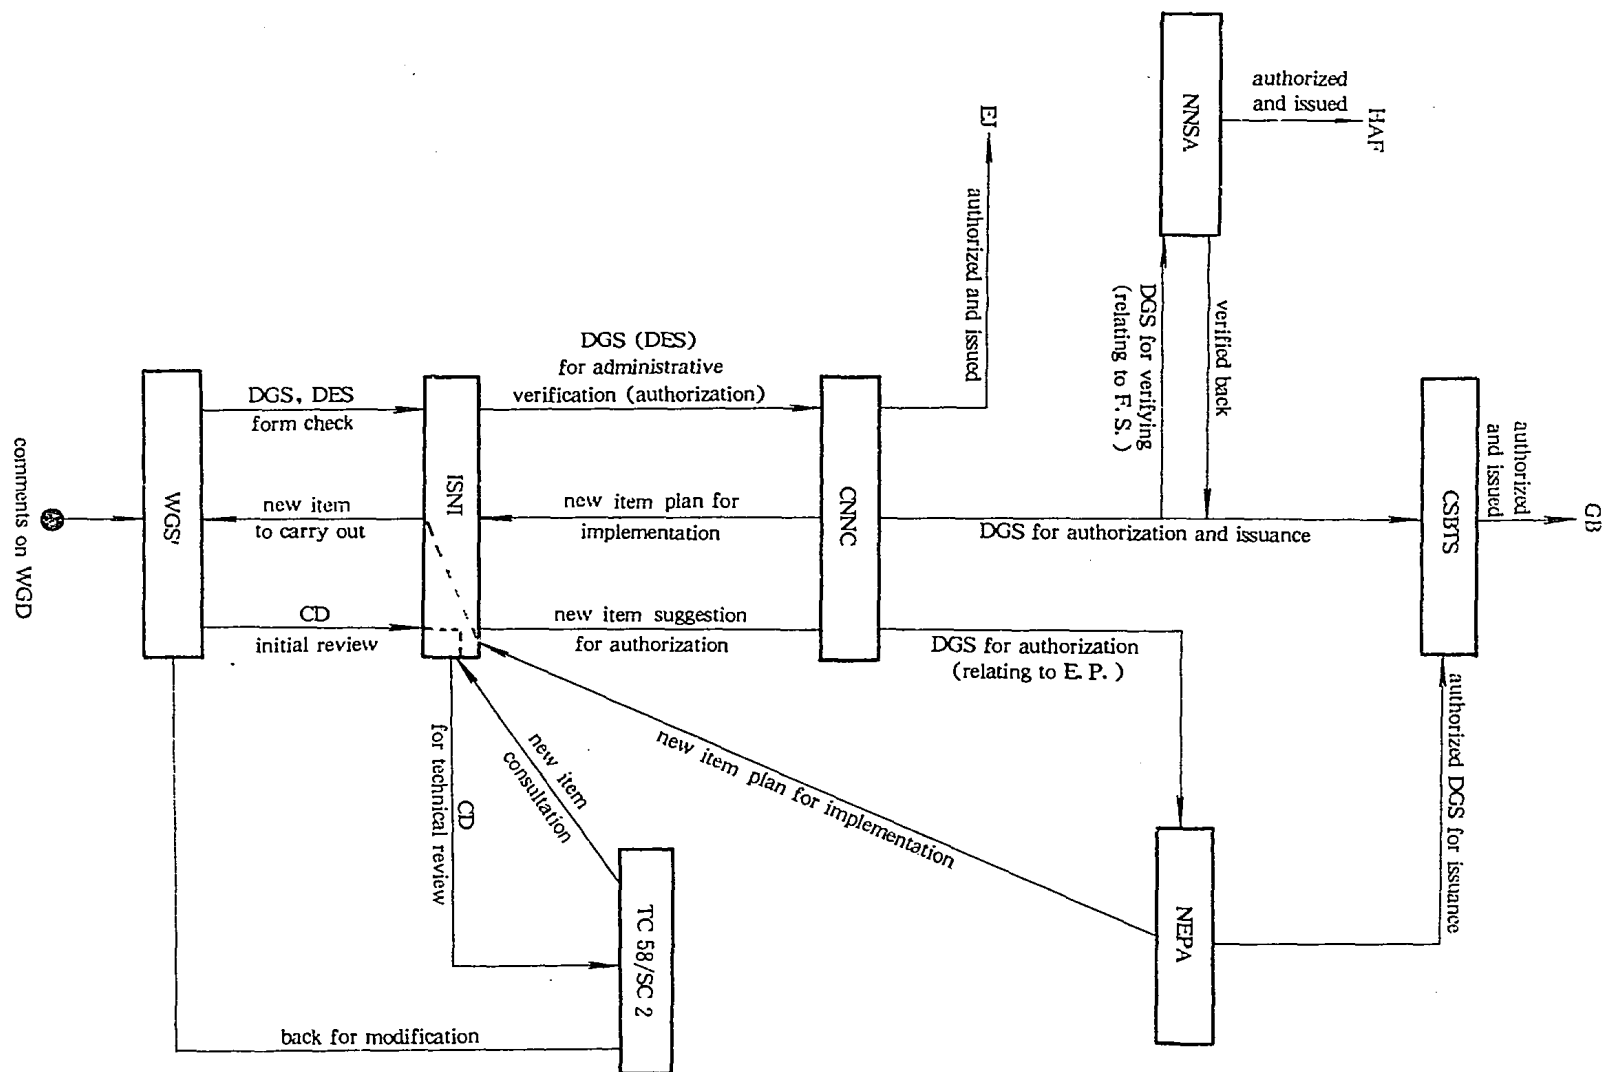 authorized
and issued
HAF
NNSA
EJ
authorized and issued
DGS for verifying
(relating to F. S. )
verified back
DGS (DES)
for administrative
verification (authorization)
DGS, DES
form check
ISNI
CNNC
WGS'
comments on WGD
new item
to carry out
new item plan for
implementation
DGS for authorization and issuance
CSBTS
authorized
and issued
GB
CD
initial review
new item suggestion
for authorization
DGS for authorization
(relating to E. P. )
CD
for technical review
new item
consultation
new item plan for implementation
authorized DGS for issuance
TC 58/SC 2
NEPA
back for modification